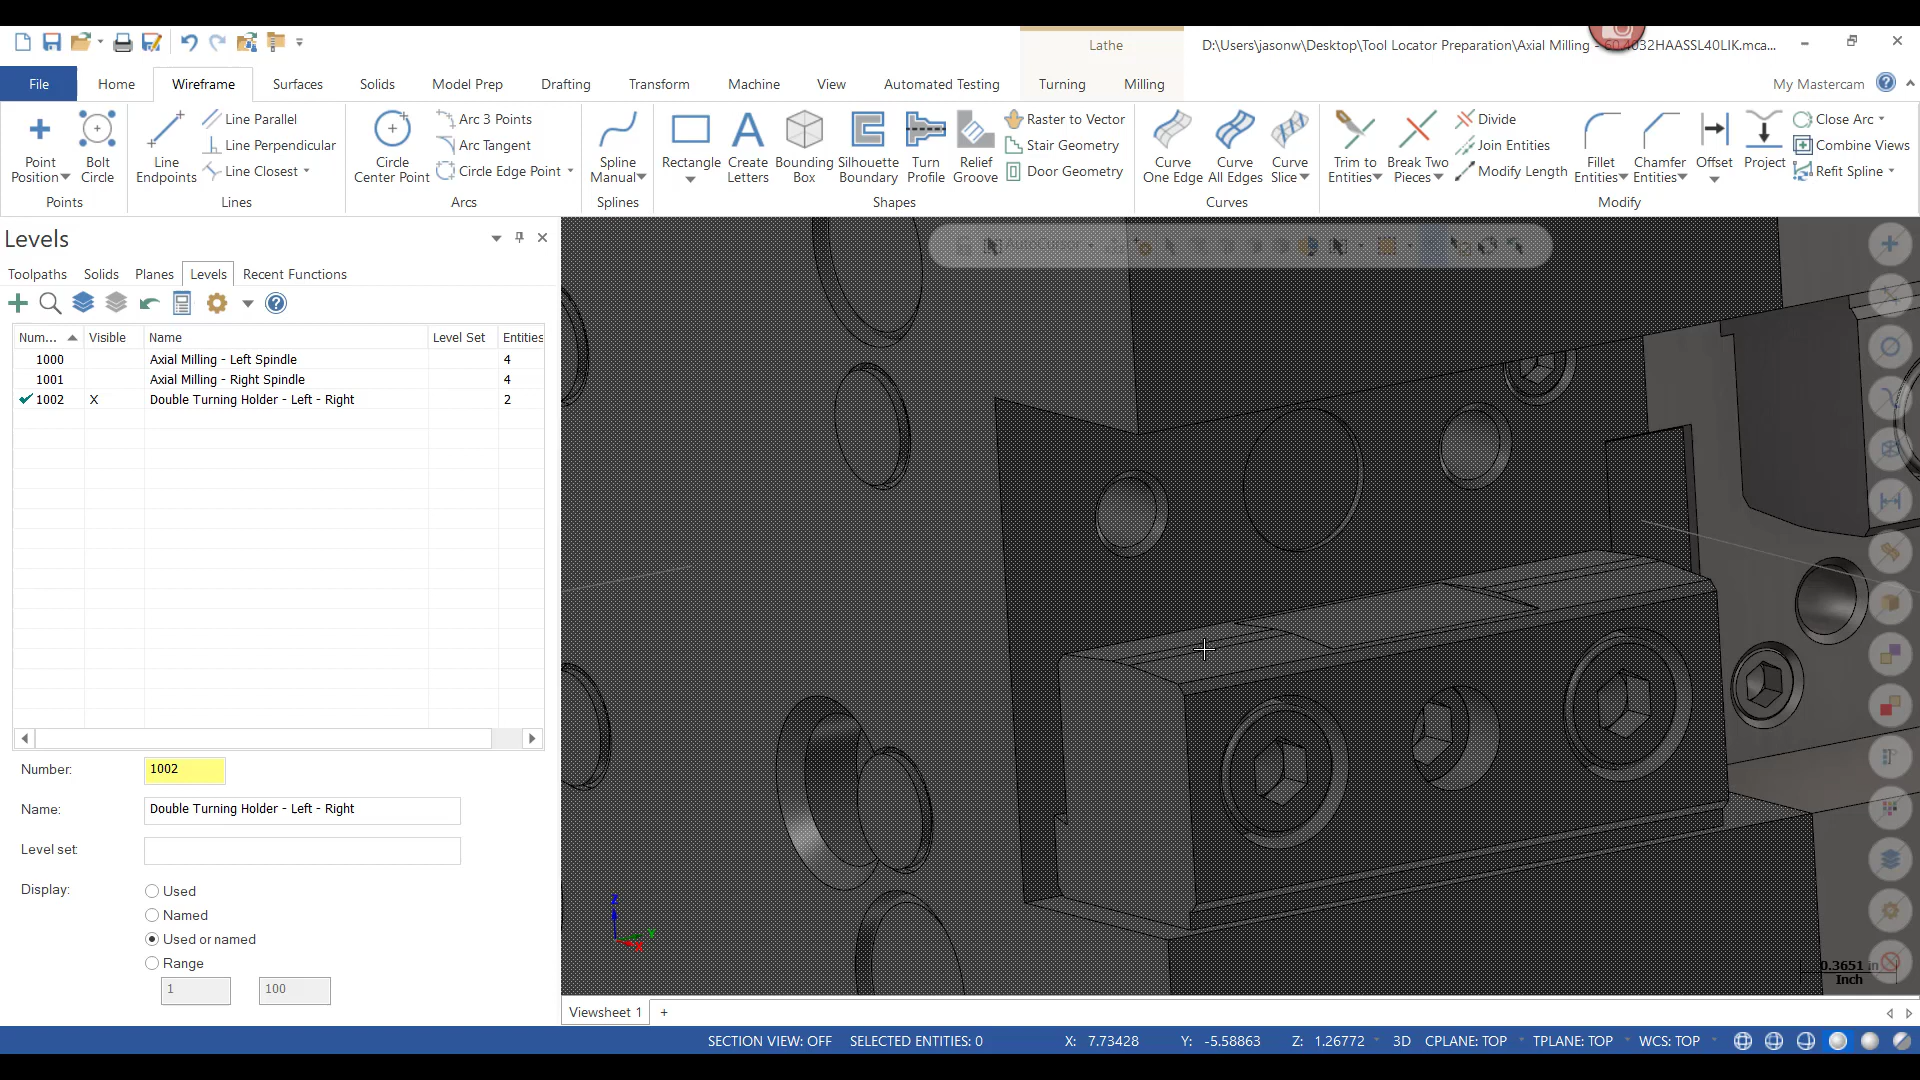 Lathe
D:\Users\jasonw\Desktop\Tool Locator Preparation\Axial Milling - 60.4032HAASSL40LIK.mca...
File Home Wireframe Surfaces Solids Model Prep Drafting Transform Machine View Automated Testing Turning Milling My Mastercam
Point Position
Bolt Circle
Points
Line Endpoints
Line Parallel
Line Perpendicular
Line Closest
Lines
Circle Center Point
Arc 3 Points
Arc Tangent
Circle Edge Point
Arcs
Spline Manual
Splines
Rectangle
Create Letters
Bounding Box
Silhouette Boundary
Turn Profile
Relief Groove
Raster to Vector
Stair Geometry
Door Geometry
Shapes
Curve One Edge
Curve All Edges
Curve Slice
Curves
Trim to Entities
Break Two Pieces
Divide
Join Entities
Modify Length
Fillet Entities
Chamfer Entities
Offset
Project
Close Arc
Combine Views
Refit Spline
Modify
Levels
Toolpaths Solids Planes Levels Recent Functions
Num... Visible Name Level Set Entities
1000 Axial Milling - Left Spindle 4
1001 Axial Milling - Right Spindle 4
1002 X Double Turning Holder - Left - Right 2
Number: 1002
Name: Double Turning Holder - Left - Right
Level set:
Display:
Used
Named
Used or named
Range
1 100
AutoCursor
Z
Y
X
0.3651 in
Inch
Viewsheet 1 +
SECTION VIEW: OFF SELECTED ENTITIES: 0 X: 7.73428 Y: -5.58863 Z: 1.26772 3D CPLANE: TOP TPLANE: TOP WCS: TOP